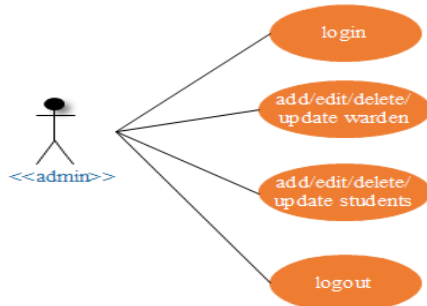 login
add/edit/delete/
update warden
<<admin>>
add/edit/delete/
update students
logout